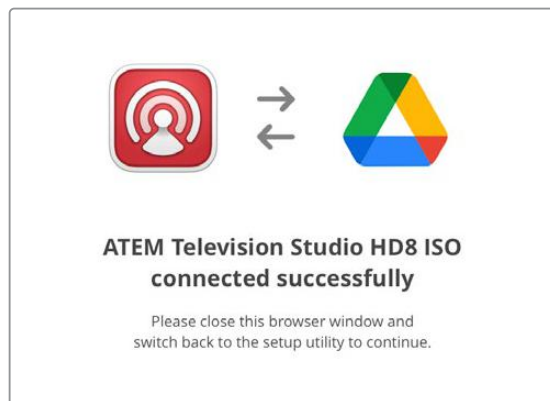 ATEM Television Studio HD8 ISO
connected successfully
Please close this browser window and
switch back to the setup utility to continue.